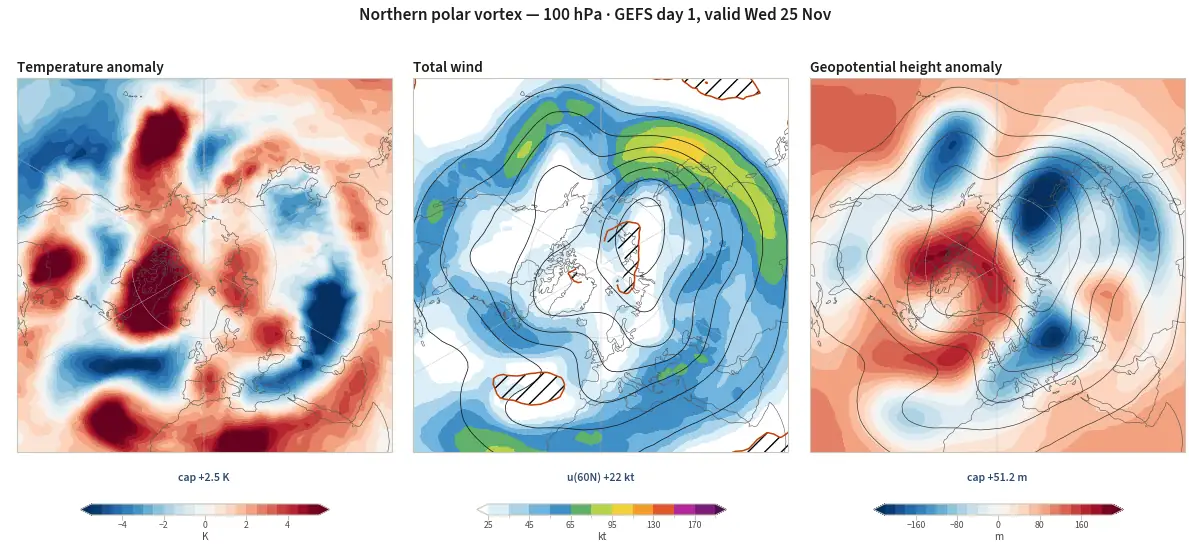 Northern polar vortex — 100 hPa · GEFS day 1, valid Wed 25 Nov
Temperature anomaly
Total wind
Geopotential height anomaly
cap +2.5 K
u(60N) +22 kt
cap +51.2 m
−4 −2 0 2 4
K
25 45 65 95 130 170
kt
−160 −80 0 80 160
m